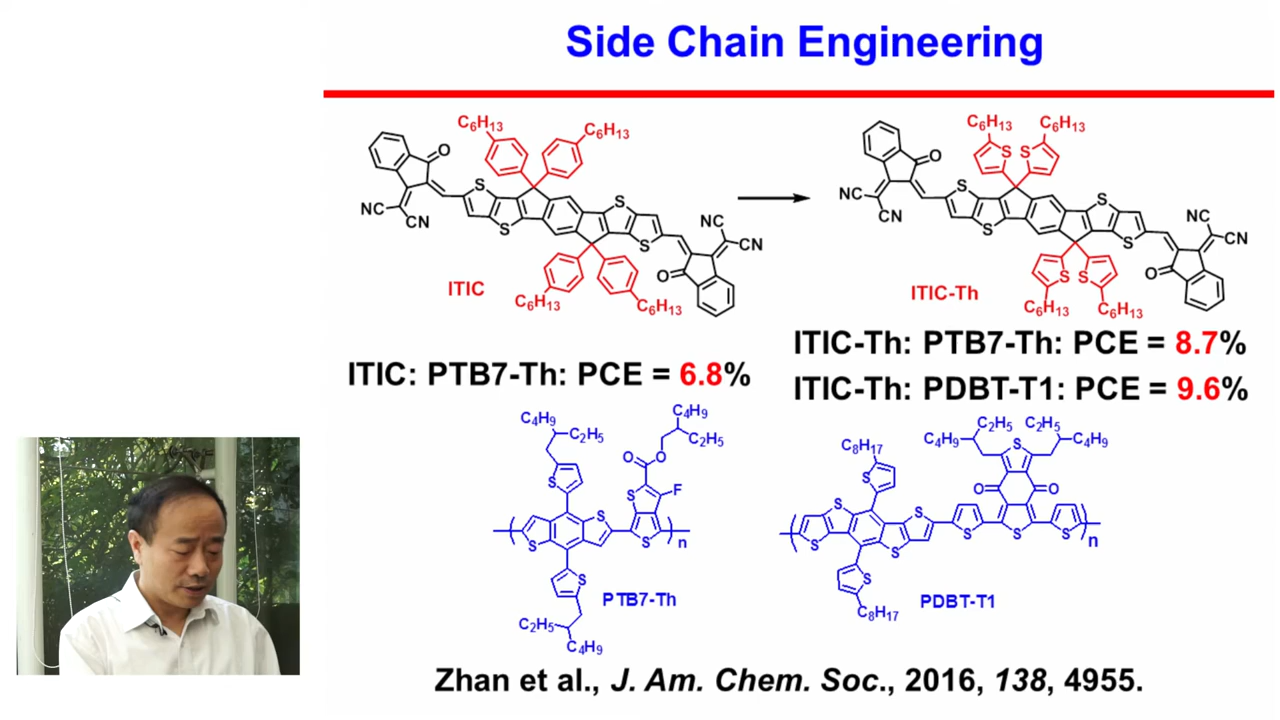 Side Chain Engineering
C6H13
C6H13
O
S
S
S
S
NC
CN
NC
CN
O
C6H13
C6H13
ITIC
C6H13
C6H13
S
S
O
S
S
S
S
NC
CN
NC
CN
O
S
S
C6H13
C6H13
ITIC-Th
ITIC: PTB7-Th: PCE = 6.8%
ITIC-Th: PTB7-Th: PCE = 8.7%
ITIC-Th: PDBT-T1: PCE = 9.6%
C4H9
C2H5
C4H9
C2H5
O
O
S
S
F
S
S
S
n
S
C2H5
C4H9
PTB7-Th
C8H17
S
C4H9
C2H5
C2H5
C4H9
S
O
O
S
S
S
S
S
S
S
n
S
C8H17
PDBT-T1
Zhan et al., J. Am. Chem. Soc., 2016, 138, 4955.